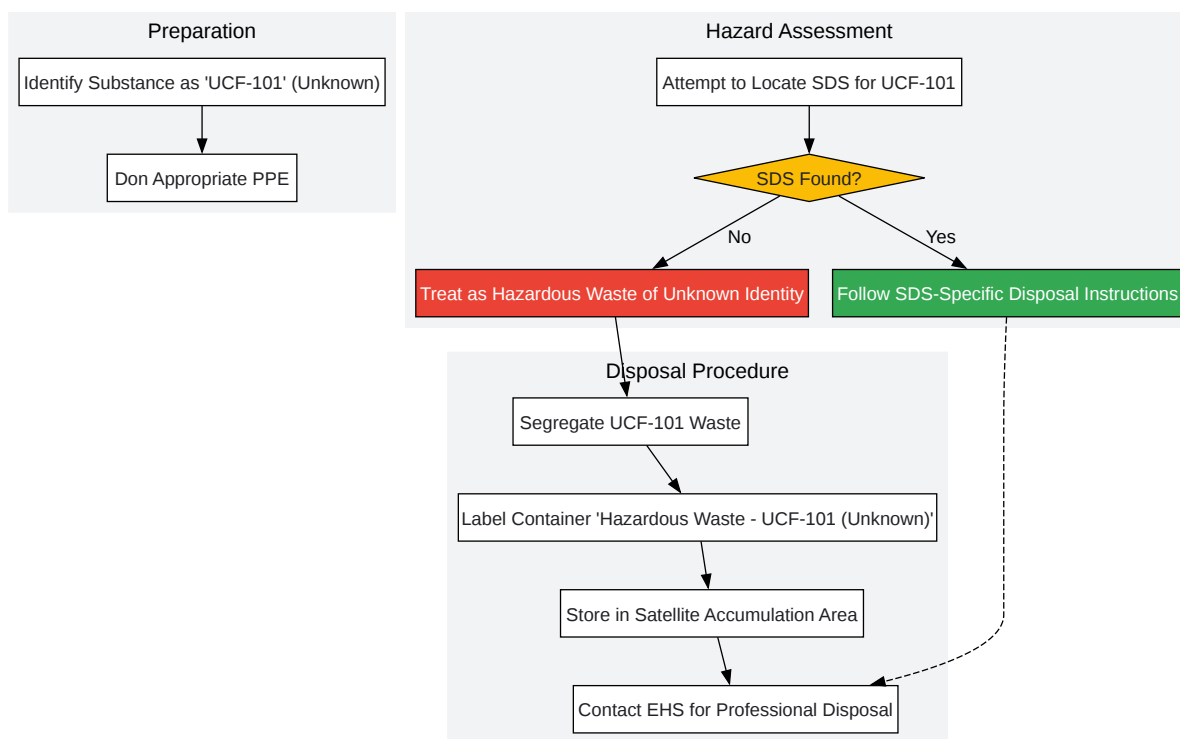 Preparation
Identify Substance as 'UCF-101' (Unknown)
Don Appropriate PPE
Hazard Assessment
Attempt to Locate SDS for UCF-101
SDS Found?
No
Yes
Treat as Hazardous Waste of Unknown Identity
Follow SDS-Specific Disposal Instructions
Disposal Procedure
Segregate UCF-101 Waste
Label Container 'Hazardous Waste - UCF-101 (Unknown)'
Store in Satellite Accumulation Area
Contact EHS for Professional Disposal